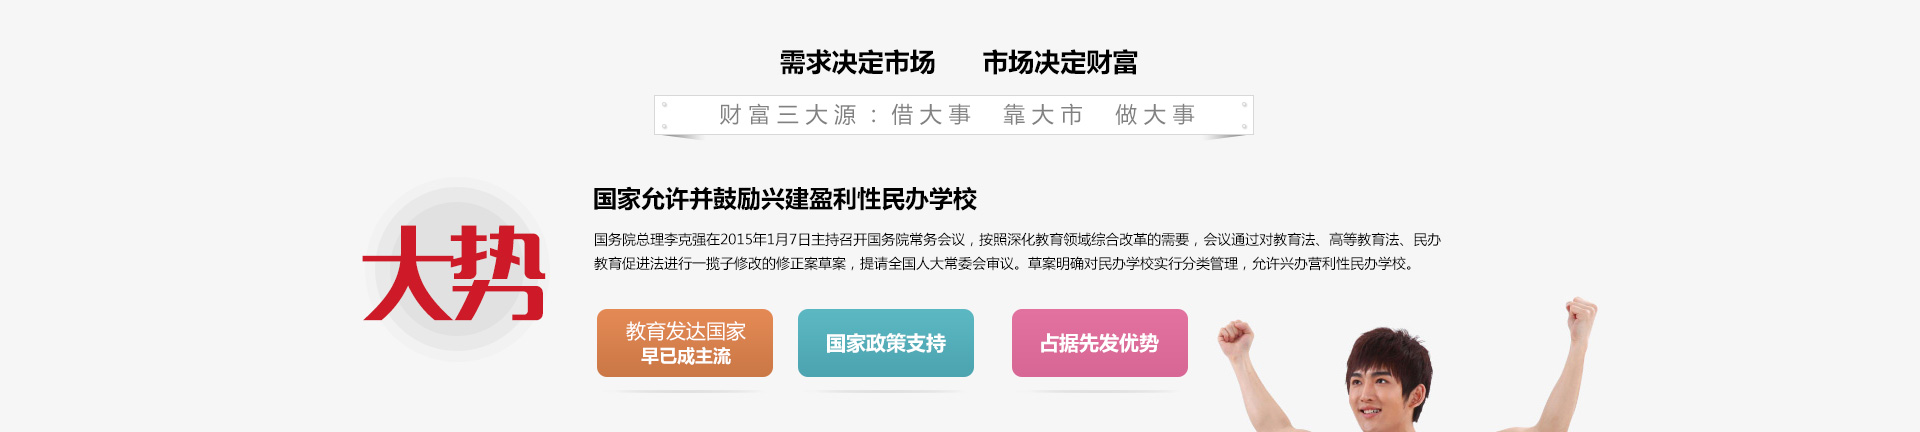 需求决定市场 市场决定财富
财富三大源：借大事 靠大市 做大事
大势
国家允许并鼓励兴建盈利性民办学校
国务院总理李克强在2015年1月7日主持召开国务院常务会议，按照深化教育领域综合改革的需要，会议通过对教育法、高等教育法、民办
教育促进法进行一揽子修改的修正案草案，提请全国人大常委会审议。草案明确对民办学校实行分类管理，允许兴办营利性民办学校。
教育发达国家
早已成主流
国家政策支持
占据先发优势